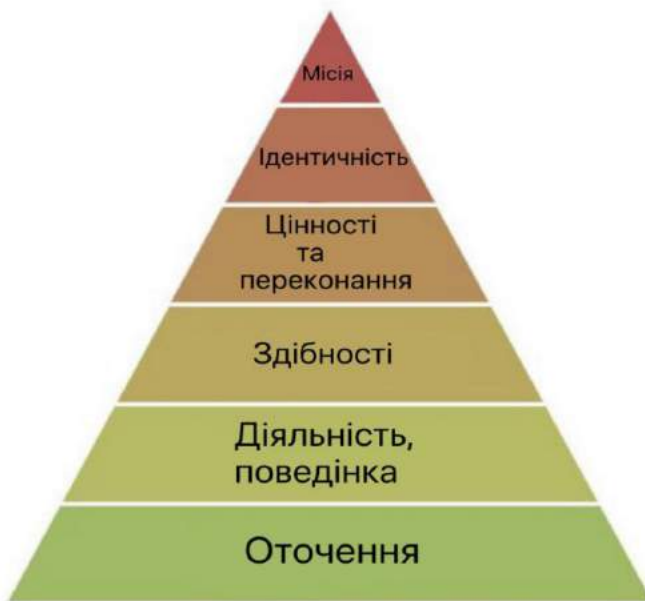 Місія
Ідентичність
Цінності
та
переконання
Здібності
Діяльність,
поведінка
Оточення